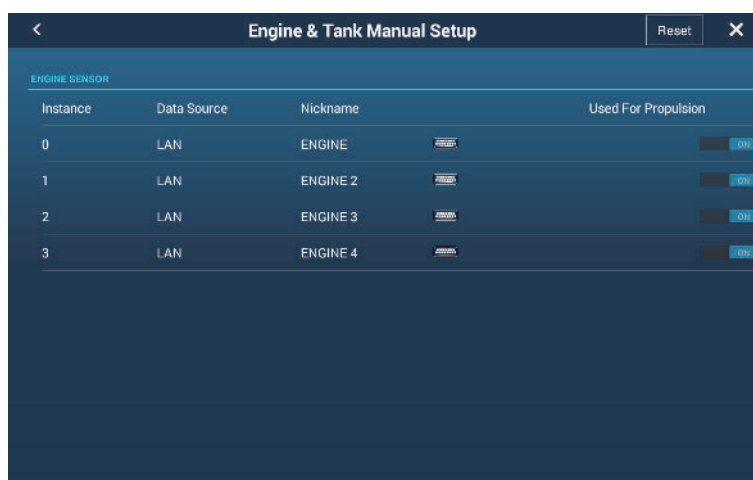 Engine & Tank Manual Setup Reset
ENGINE SENSOR
Instance Data Source Nickname Used For Propulsion
0 LAN ENGINE ON
1 LAN ENGINE 2 ON
2 LAN ENGINE 3 ON
3 LAN ENGINE 4 ON